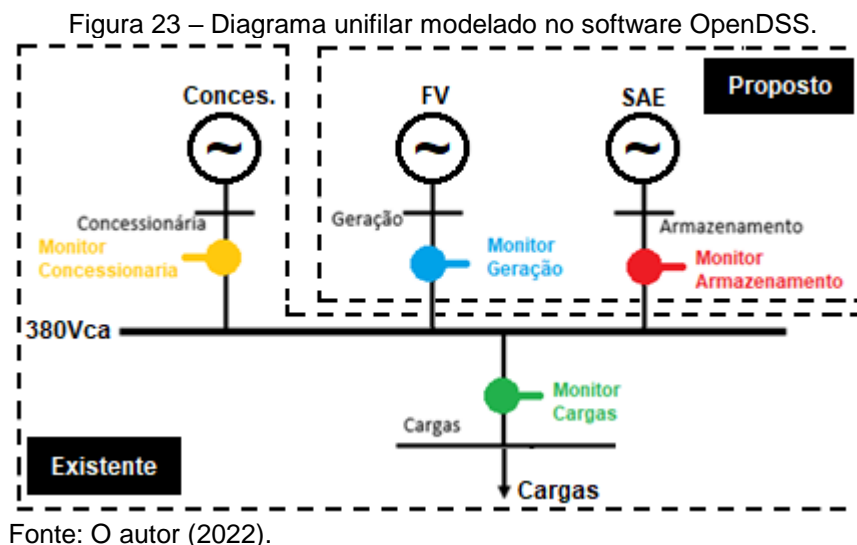 Figura 23 – Diagrama unifilar modelado no software OpenDSS.
Conces.
FV
SAE
Proposto
Concessionária
Geração
Armazenamento
Monitor
Concessionaria
Monitor
Geração
Monitor
Armazenamento
380Vca
Monitor
Cargas
Cargas
Existente
Cargas
Fonte: O autor (2022).